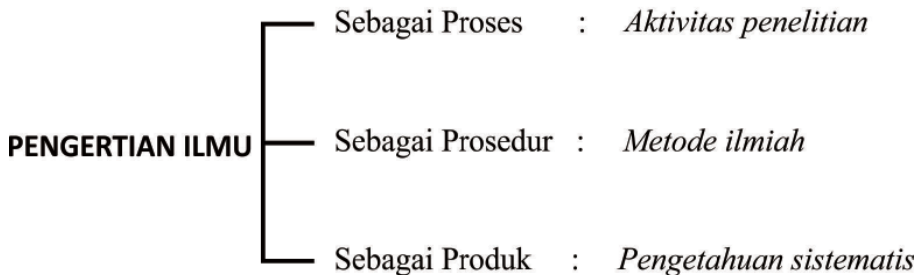 Sebagai Proses : Aktivitas penelitian
PENGERTIAN ILMU Sebagai Prosedur : Metode ilmiah
Sebagai Produk : Pengetahuan sistematis